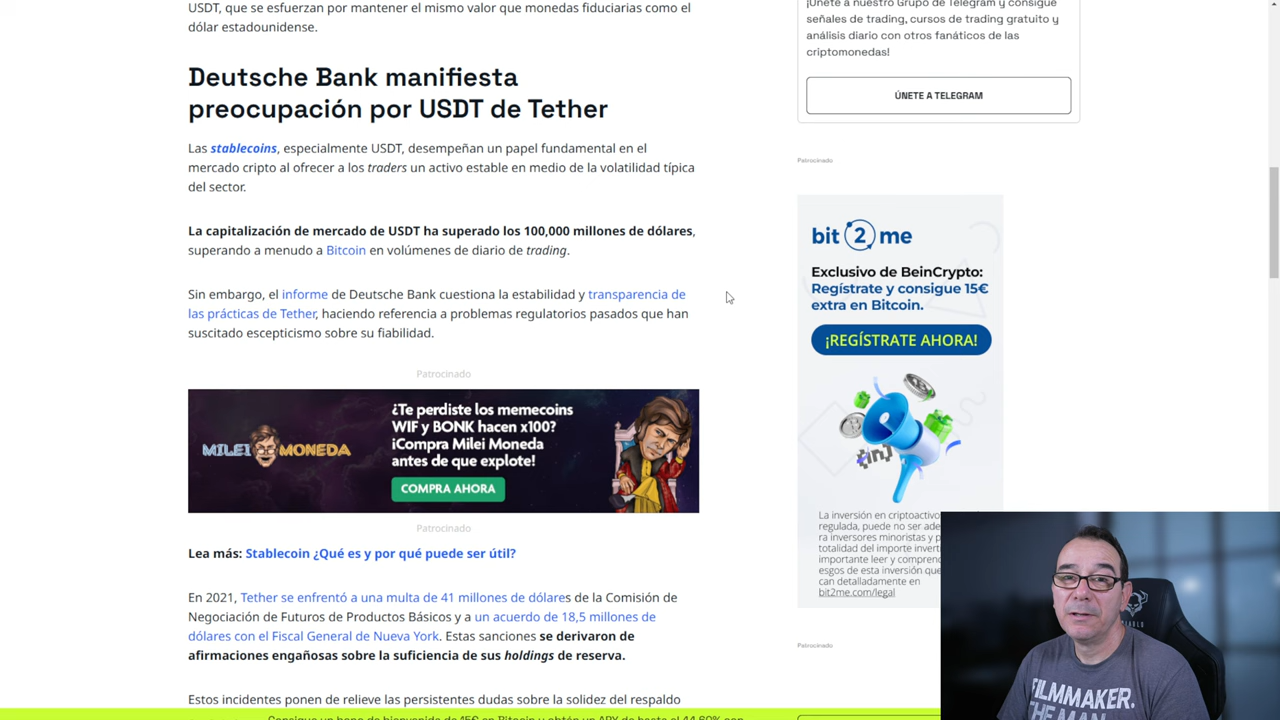 USDT, que se esfuerzan por mantener el mismo valor que monedas fiduciarias como el
dólar estadounidense.
Deutsche Bank manifiesta
preocupación por USDT de Tether
Las stablecoins, especialmente USDT, desempeñan un papel fundamental en el
mercado cripto al ofrecer a los traders un activo estable en medio de la volatilidad típica
del sector.
La capitalización de mercado de USDT ha superado los 100,000 millones de dólares,
superando a menudo a Bitcoin en volúmenes de diario de trading.
Sin embargo, el informe de Deutsche Bank cuestiona la estabilidad y transparencia de
las prácticas de Tether, haciendo referencia a problemas regulatorios pasados que han
suscitado escepticismo sobre su fiabilidad.
Patrocinado
MILEI MONEDA
¿Te perdiste los memecoins
WIF y BONK hacen x100?
¡Compra Milei Moneda
antes de que explote!
COMPRA AHORA
Patrocinado
Lea más: Stablecoin ¿Qué es y por qué puede ser útil?
En 2021, Tether se enfrentó a una multa de 41 millones de dólares de la Comisión de
Negociación de Futuros de Productos Básicos y a un acuerdo de 18,5 millones de
dólares con el Fiscal General de Nueva York. Estas sanciones se derivaron de
afirmaciones engañosas sobre la suficiencia de sus holdings de reserva.
Estos incidentes ponen de relieve las persistentes dudas sobre la solidez del respaldo
¡Únete a nuestro Grupo de Telegram y consigue
señales de trading, cursos de trading gratuito y
análisis diario con otros fanáticos de las
criptomonedas!
ÚNETE A TELEGRAM
Patrocinado
bit 2 me
Exclusivo de BeinCrypto:
Regístrate y consigue 15€
extra en Bitcoin.
¡REGÍSTRATE AHORA!
La inversión en criptoactivo
regulada, puede no ser ade
ra inversores minoristas y p
totalidad del importe invert
importante leer y comprend
esgos de esta inversión que
can detalladamente en
bit2me.com/legal
Patrocinado
FILMMAKER.
THE MAN